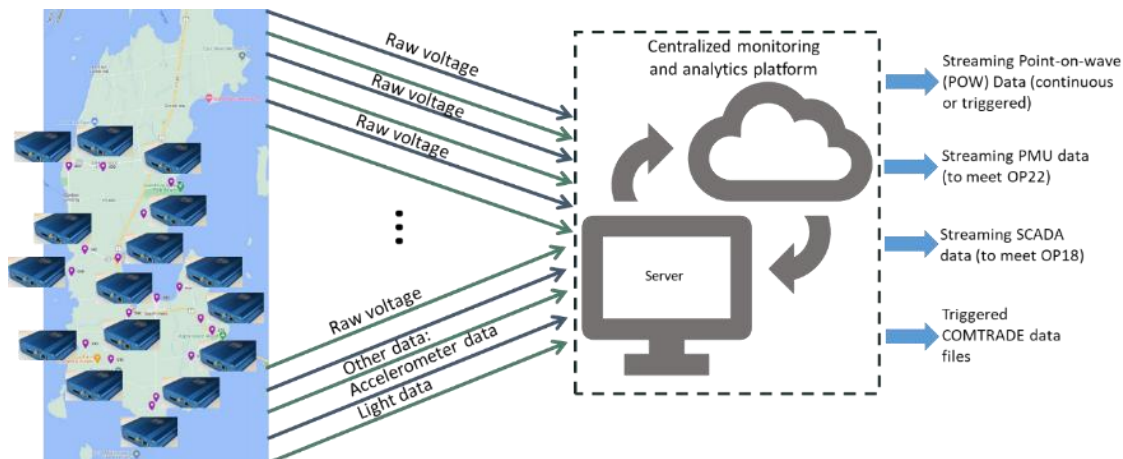 Raw voltage
Raw voltage
Raw voltage
Raw voltage
Other data:
Accelerometer data
Light data
Centralized monitoring
and analytics platform
Server
Streaming Point-on-wave
(POW) Data (continuous
or triggered)
Streaming PMU data
(to meet OP22)
Streaming SCADA
data (to meet OP18)
Triggered
COMTRADE data
files